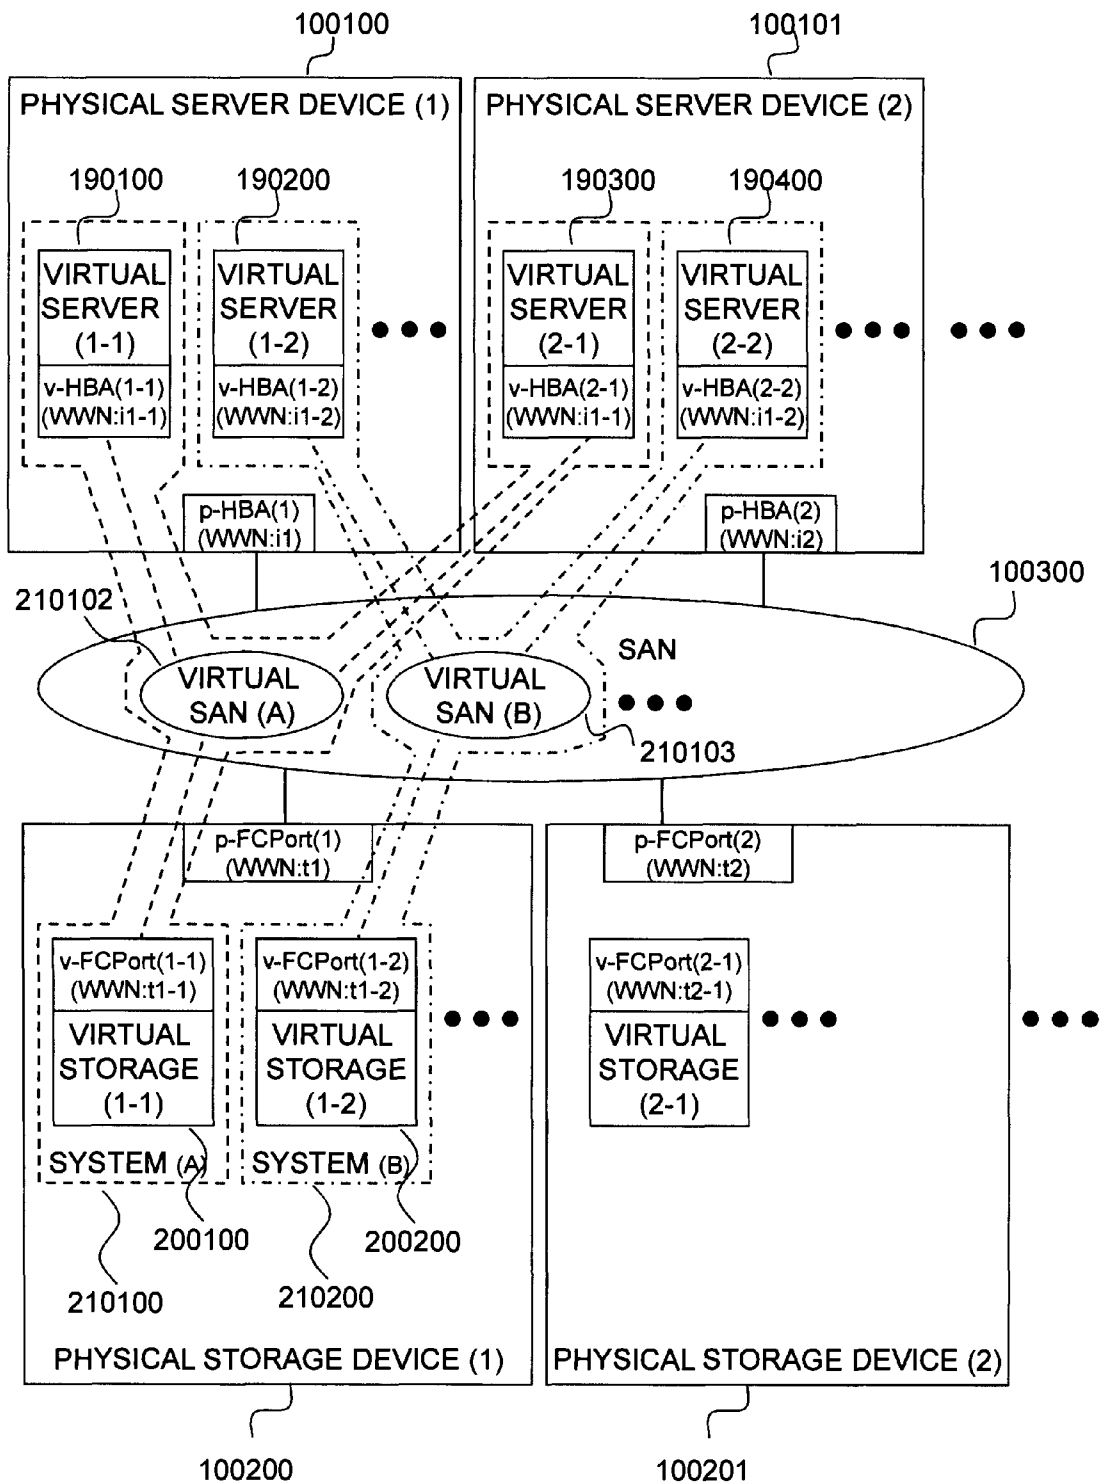 100100
100101
PHYSICAL SERVER DEVICE (1)
PHYSICAL SERVER DEVICE (2)
190100
190200
190300
190400
VIRTUAL
SERVER
(1-1)
v-HBA(1-1)
(WWN:i1-1)
VIRTUAL
SERVER
(1-2)
v-HBA(1-2)
(WWN:i1-2)
VIRTUAL
SERVER
(2-1)
v-HBA(2-1)
(WWN:i1-1)
VIRTUAL
SERVER
(2-2)
v-HBA(2-2)
(WWN:i1-2)
p-HBA(1)
(WWN:i1)
p-HBA(2)
(WWN:i2)
100300
210102
VIRTUAL
SAN (A)
VIRTUAL
SAN (B)
SAN
210103
p-FCPort(1)
(WWN:t1)
p-FCPort(2)
(WWN:t2)
v-FCPort(1-1)
(WWN:t1-1)
VIRTUAL
STORAGE
(1-1)
SYSTEM (A)
v-FCPort(1-2)
(WWN:t1-2)
VIRTUAL
STORAGE
(1-2)
SYSTEM (B)
v-FCPort(2-1)
(WWN:t2-1)
VIRTUAL
STORAGE
(2-1)
200100
200200
210100
210200
PHYSICAL STORAGE DEVICE (1)
PHYSICAL STORAGE DEVICE (2)
100200
100201